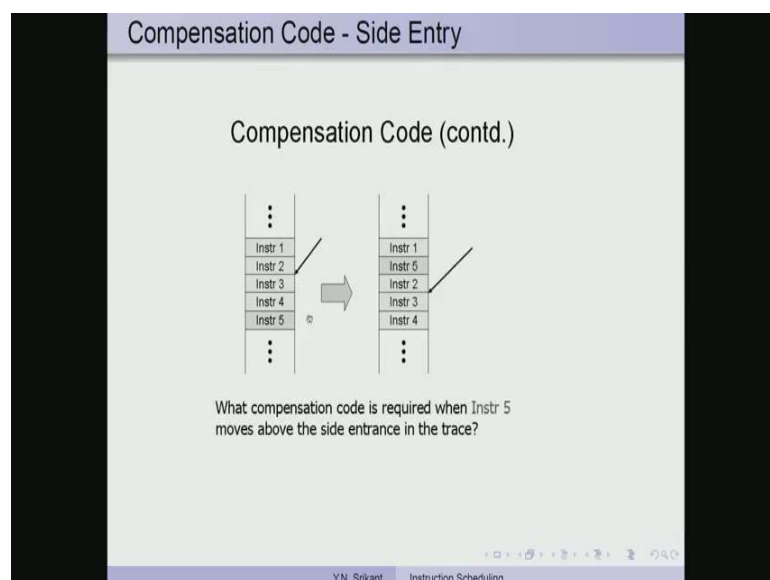 Compensation Code - Side Entry
Compensation Code (contd.)
Instr 1
Instr 2
Instr 3
Instr 4
Instr 5
Instr 1
Instr 5
Instr 2
Instr 3
Instr 4
What compensation code is required when Instr 5
moves above the side entrance in the trace?
Y.N. Srikant Instruction Scheduling